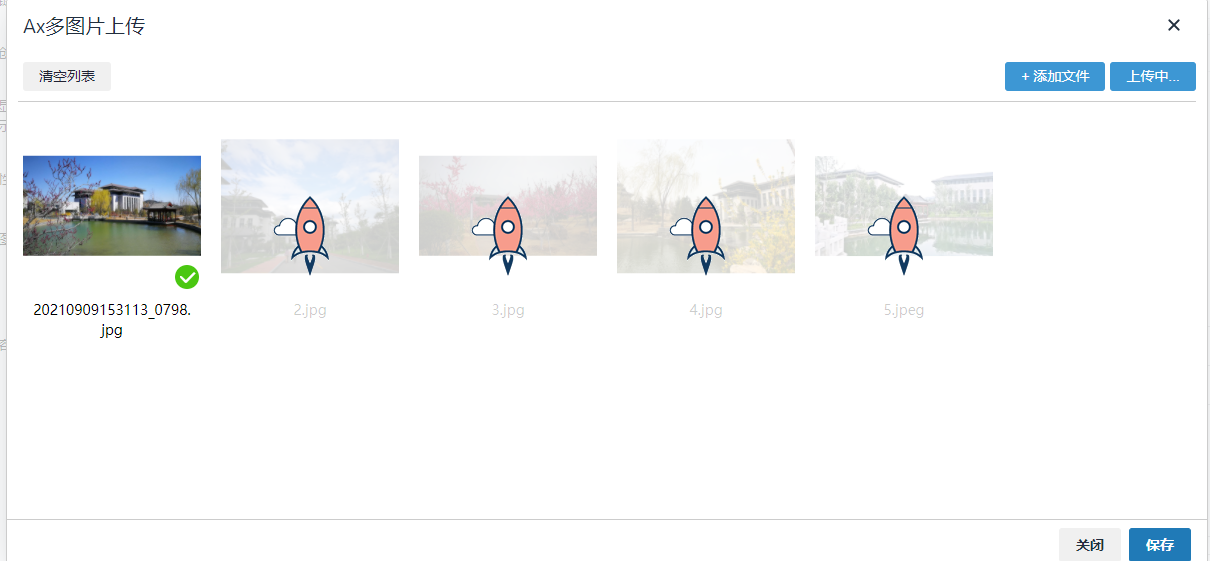 Ax多图片上传
清空列表
+ 添加文件
上传中...
20210909153113_0798.
jpg
2.jpg
3.jpg
4.jpg
5.jpeg
关闭
保存